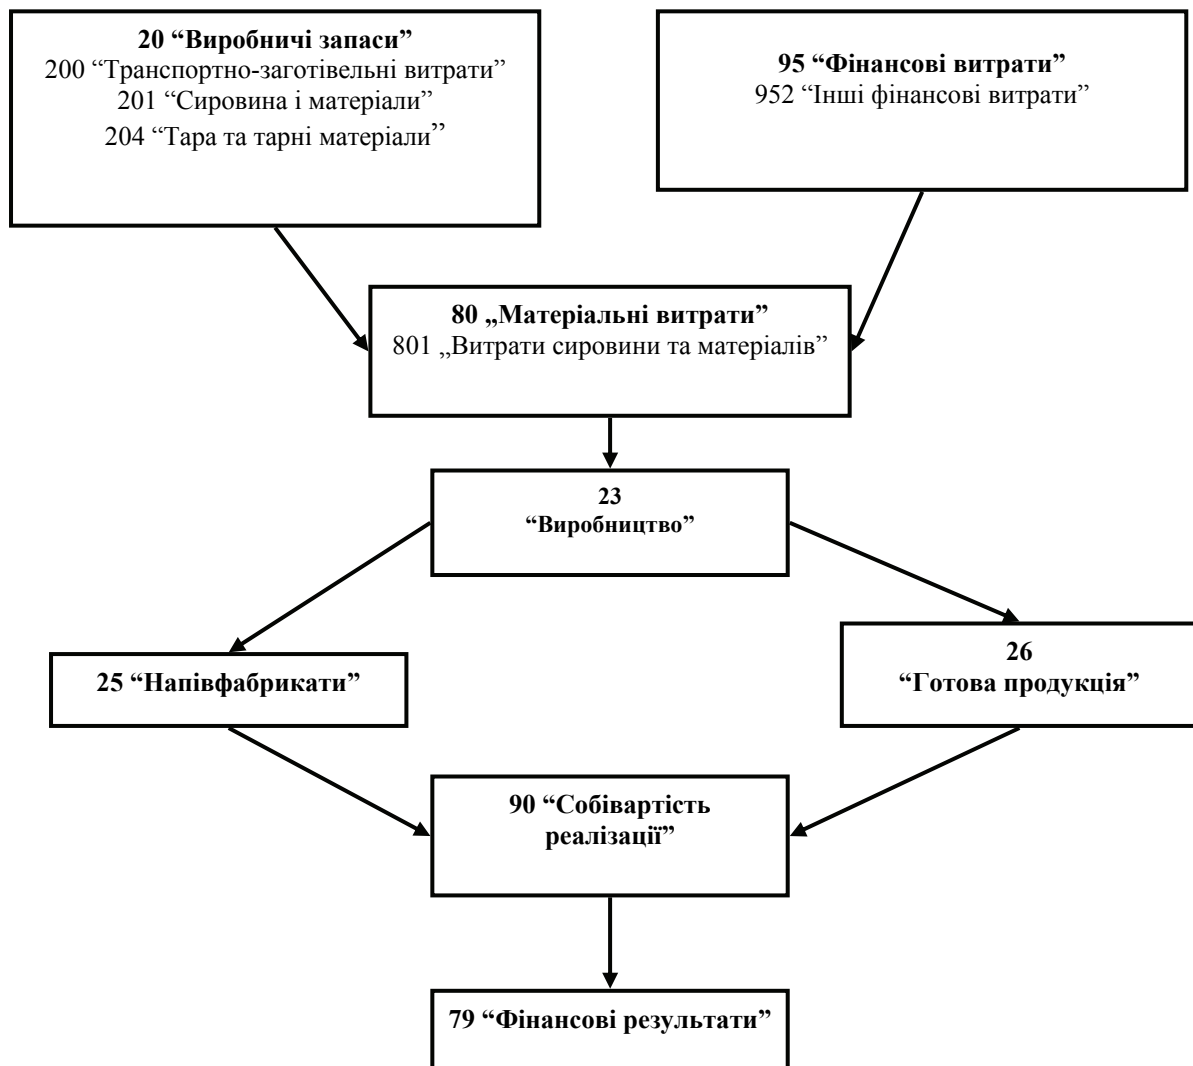 20 “Виробничі запаси”
200 “Транспортно-заготівельні витрати”
201 “Сировина і матеріали”
204 “Тара та тарні матеріали”
95 “Фінансові витрати”
952 “Інші фінансові витрати”
80 „Матеріальні витрати”
801 „Витрати сировини та матеріалів”
23
“Виробництво”
25 “Напівфабрикати”
26
“Готова продукція”
90 “Собівартість
реалізації”
79 “Фінансові результати”